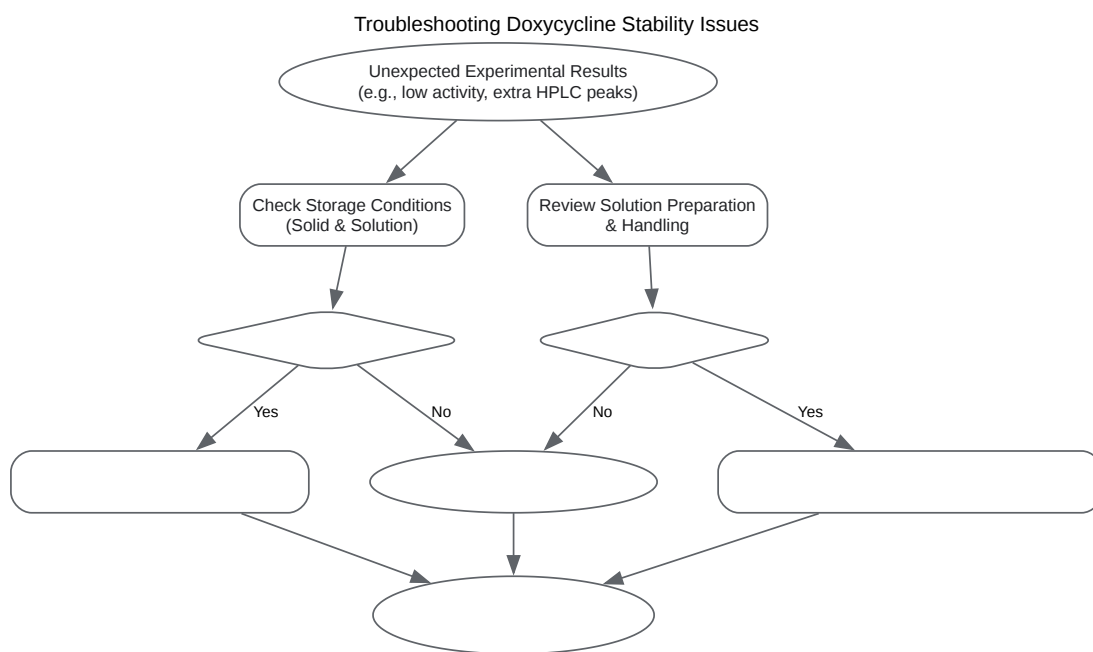 Troubleshooting Doxycycline Stability Issues
Unexpected Experimental Results
(e.g., low activity, extra HPLC peaks)
Check Storage Conditions
(Solid & Solution)
Review Solution Preparation
& Handling
Yes
No
No
Yes